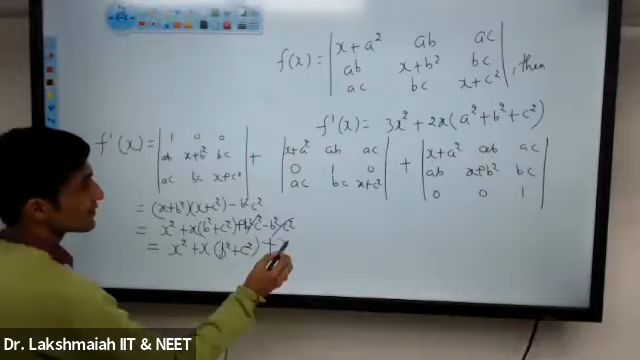 f(x) = | x+a² ab ac |
| ab x+b² bc |
| ac bc x+c² | , then
f'(x) = 3x² + 2x(a²+b²+c²)
f'(x) = | 1 0 0 | + | x+a² ab ac | + | x+a² ab ac |
| ab x+b² bc | | 0 1 0 | | ab x+b² bc |
| ac bc x+c² | | ac bc x+c² | | 0 0 1 |
= (x+b²)(x+c²) - b²c²
= x² + x(b²+c²) + b²c² - b²c²
= x² + x(b²+c²) +
Dr. Lakshmaiah IIT & NEET